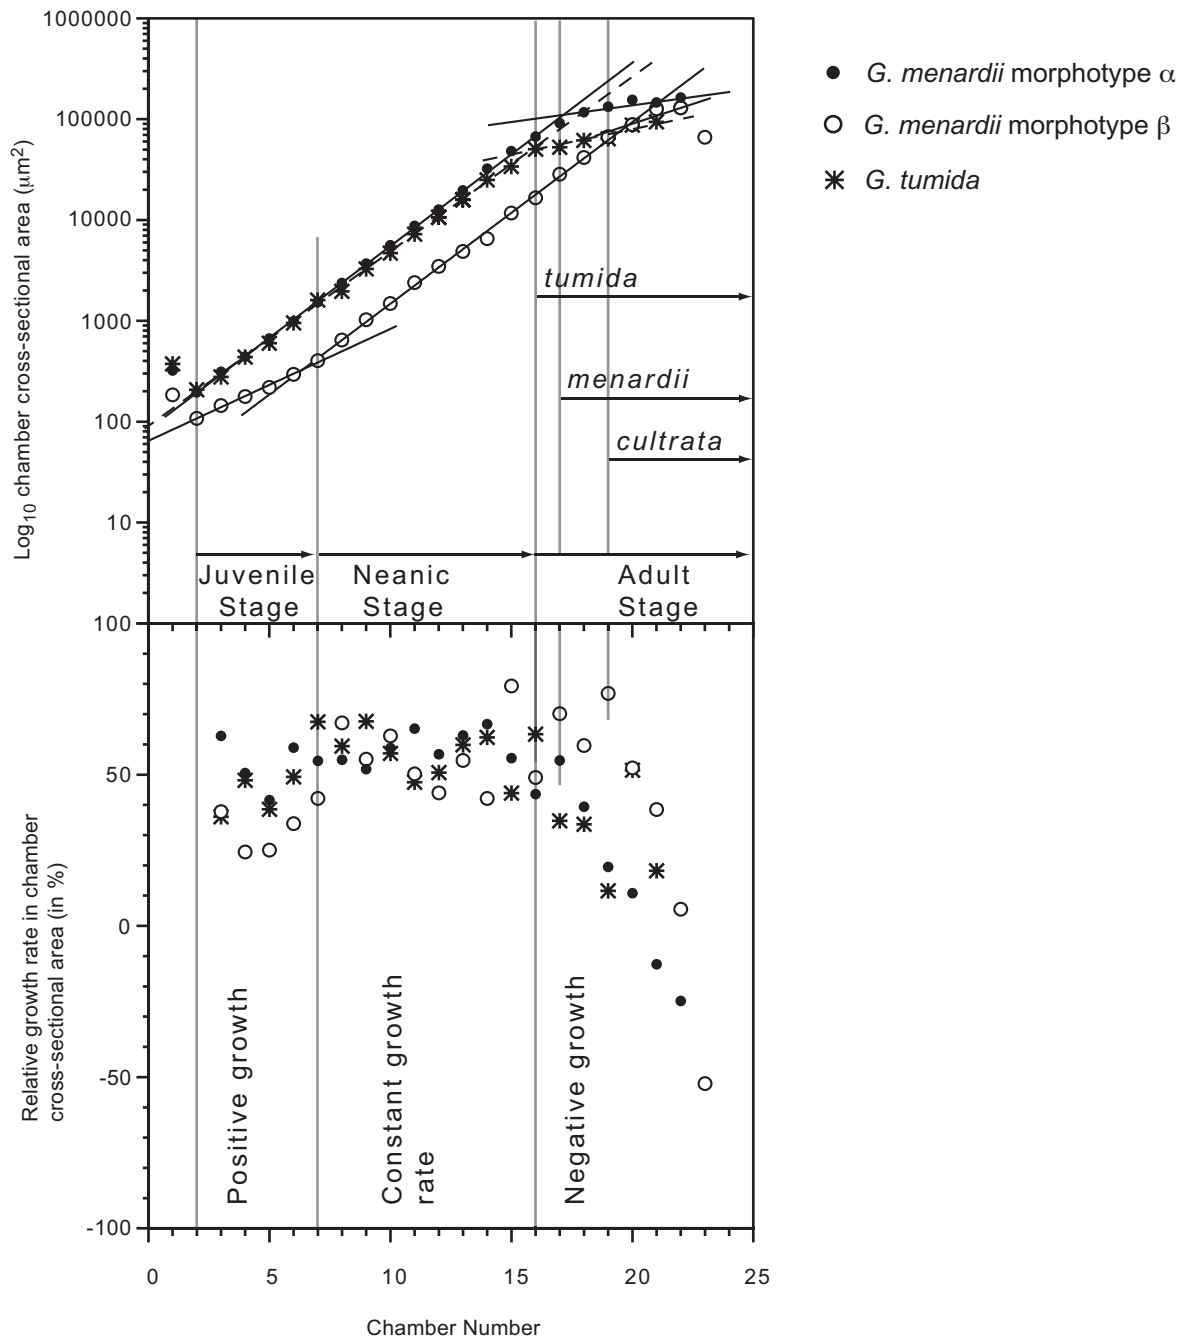 1000000
100000
10000
1000
100
10
100
50
0
-50
-100
Log10 chamber cross-sectional area (µm2)
Relative growth rate in chamber
cross-sectional area (in %)
G. menardii morphotype α
G. menardii morphotype β
G. tumida
tumida
menardii
cultrata
Juvenile
Stage
Neanic
Stage
Adult
Stage
Positive growth
Constant growth
rate
Negative growth
0 5 10 15 20 25
Chamber Number